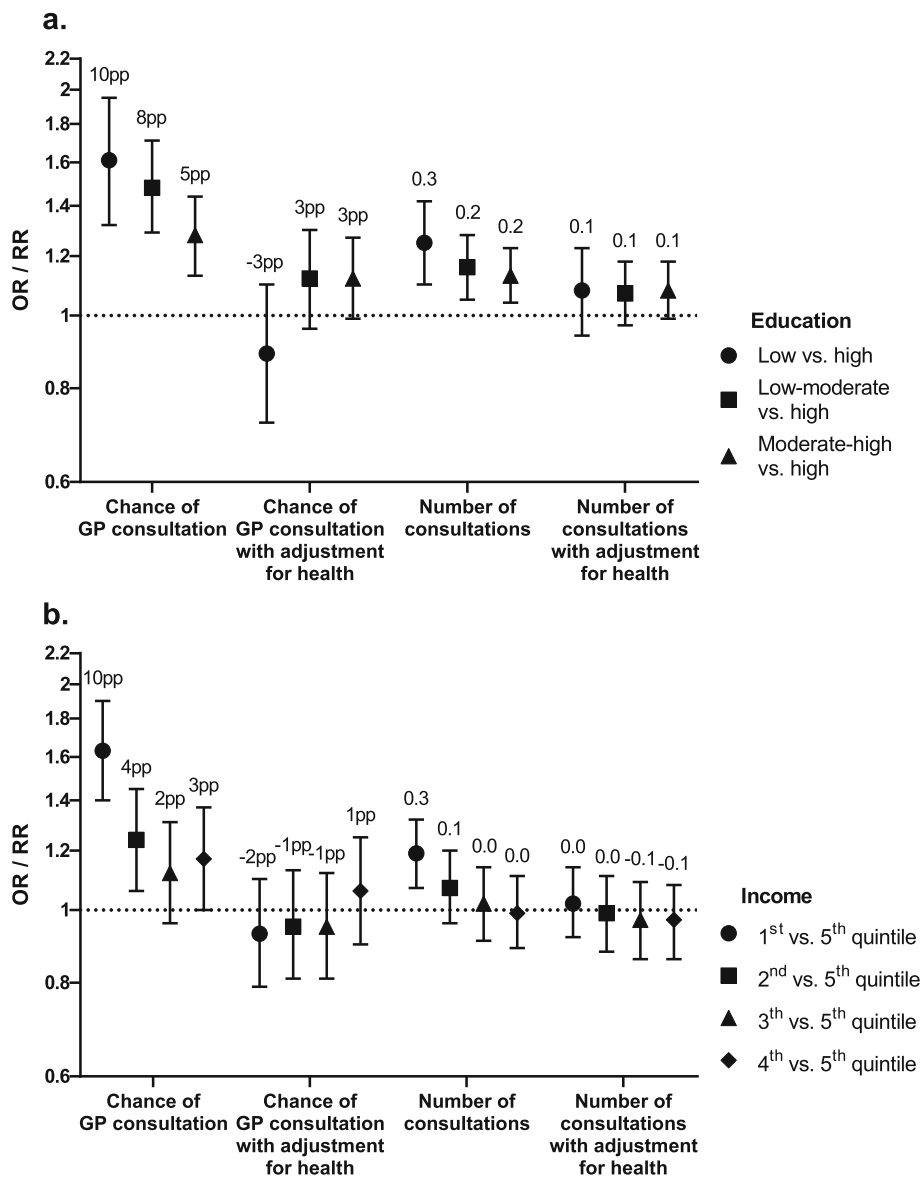 a.
2.2
2
1.8
1.6
1.4
1.2
1
0.8
0.6
OR / RR
10pp
8pp
5pp
-3pp
3pp
3pp
0.3
0.2
0.2
0.1
0.1
0.1
Chance of
GP consultation
Chance of
GP consultation
with adjustment
for health
Number of
consultations
Number of
consultations
with adjustment
for health
Education
Low vs. high
Low-moderate
vs. high
Moderate-high
vs. high
b.
2.2
2
1.8
1.6
1.4
1.2
1
0.8
0.6
OR / RR
10pp
4pp
2pp
3pp
-2pp
-1pp
-1pp
1pp
0.3
0.1
0.0
0.0
0.0
0.0
-0.1
-0.1
Chance of
GP consultation
Chance of
GP consultation
with adjustment
for health
Number of
consultations
Number of
consultations
with adjustment
for health
Income
1st vs. 5th quintile
2nd vs. 5th quintile
3th vs. 5th quintile
4th vs. 5th quintile